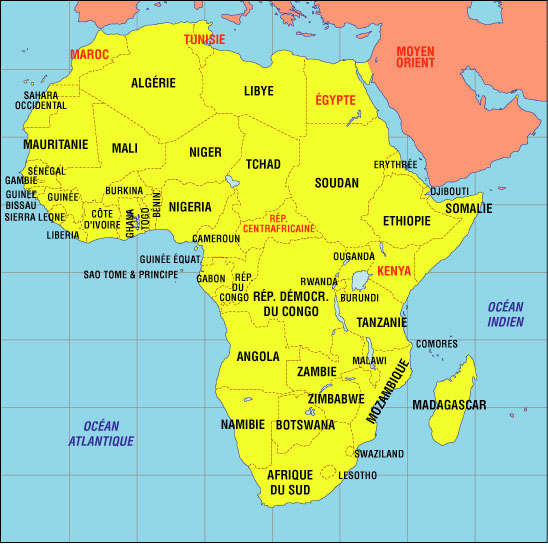 TUNISIE
MAROC
MOYEN
ORIENT
ALGÉRIE
LIBYE
ÉGYPTE
SAHARA
OCCIDENTAL
MAURITANIE
MALI
NIGER
TCHAD
ERYTHRÉE
SÉNÉGAL
GAMBIE
SOUDAN
DJIBOUTI
GUINÉE
BISSAU
GUINÉE
BURKINA
BENIN
NIGERIA
SOMALIE
SIERRA LEONE
CÔTE
D'IVOIRE
GHANA
TOGO
RÉP.
CENTRAFRICAINE
ETHIOPIE
LIBERIA
CAMEROUN
GUINÉE ÉQUAT.
OUGANDA
SAO TOME & PRINCIPE
GABON
RÉP.
DU
CONGO
KENYA
RWANDA
RÉP. DÉMOCR.
DU CONGO
BURUNDI
OCÉAN
INDIEN
TANZANIE
COMORES
ANGOLA
MALAWI
ZAMBIE
MOZAMBIQUE
ZIMBABWE
MADAGASCAR
NAMIBIE
BOTSWANA
OCÉAN
ATLANTIQUE
SWAZILAND
AFRIQUE
DU SUD
LESOTHO